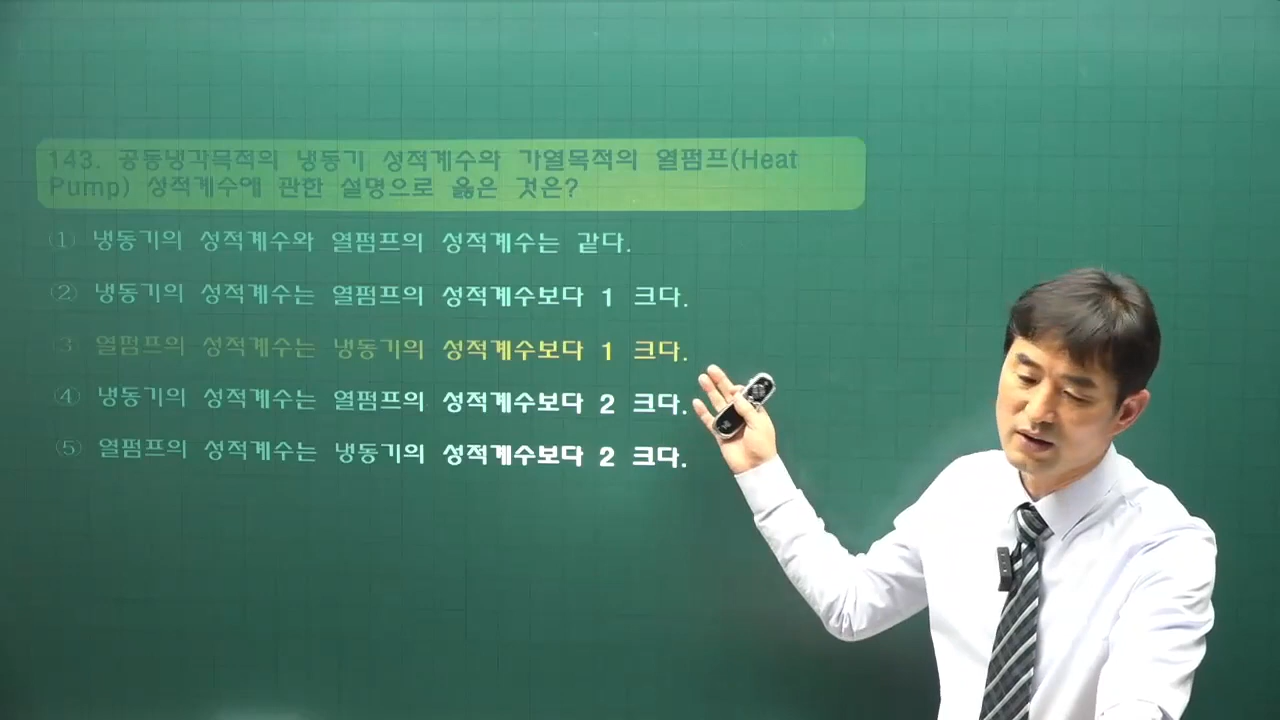 143. 공동냉각목적의 냉동기 성적계수와 가열목적의 열펌프(Heat
Pump) 성적계수에 관한 설명으로 옳은 것은?
① 냉동기의 성적계수와 열펌프의 성적계수는 같다.
② 냉동기의 성적계수는 열펌프의 성적계수보다 1 크다.
③ 열펌프의 성적계수는 냉동기의 성적계수보다 1 크다.
④ 냉동기의 성적계수는 열펌프의 성적계수보다 2 크다.
⑤ 열펌프의 성적계수는 냉동기의 성적계수보다 2 크다.